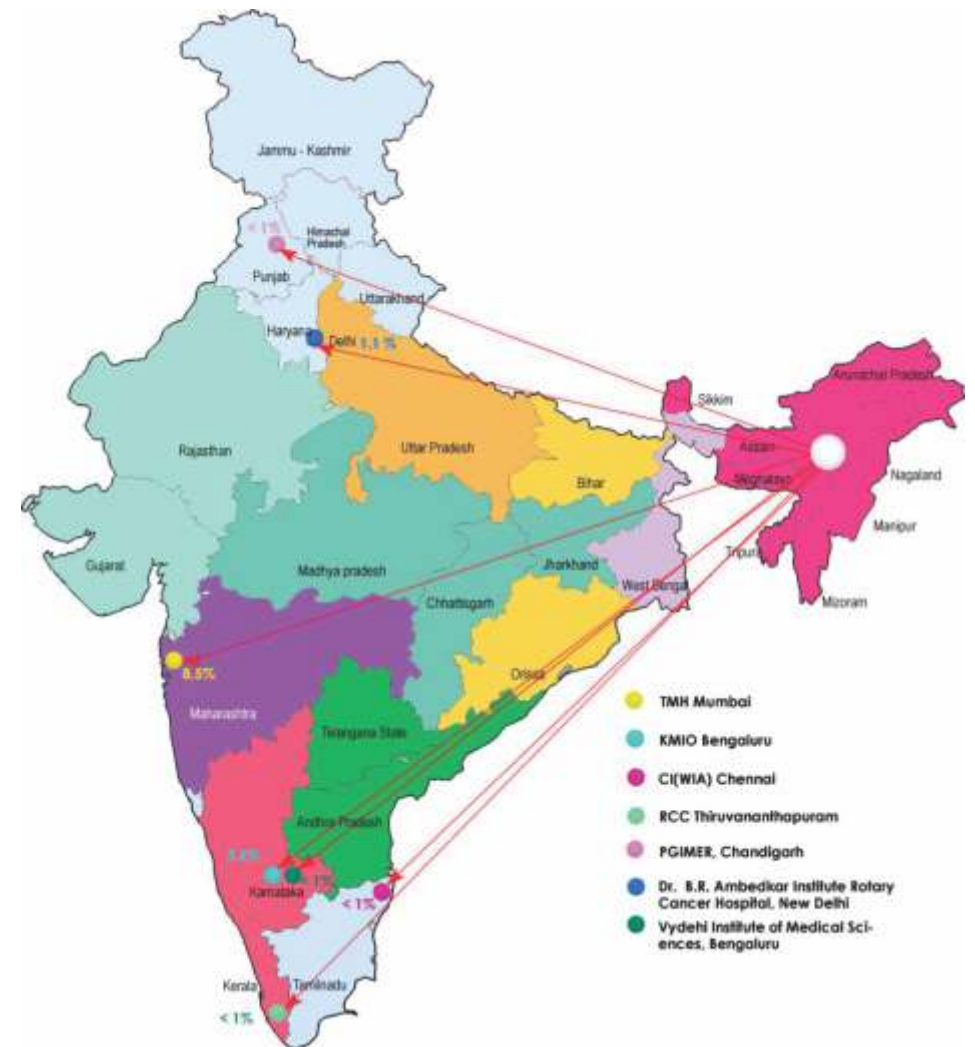 Jammu - Kashmir
< 1%
Himachal
Pradesh
Punjab
Uttarakhand
Haryana
Delhi
Sikkim
Arunachal Pradesh
Rajasthan
Uttar Pradesh
Assam
Bihar
Meghalaya
Nagaland
Manipur
Gujarat
Madhya pradesh
Jharkhand
Tripura
Chhattisgarh
West Bengal
Mizoram
8.5%
Orissa
Maharashtra
Telangana State
TMH Mumbai
KMIO Bengaluru
CI(WIA) Chennai
RCC Thiruvananthapuram
Andhra Pradesh
PGIMER, Chandigarh
Karnataka
Dr. B.R. Ambedkar Institute Rotary
Cancer Hospital, New Delhi
< 1%
Vydehi Institute of Medical Sci-
ences, Bengaluru
Kerala
Tamilnadu
< 1%